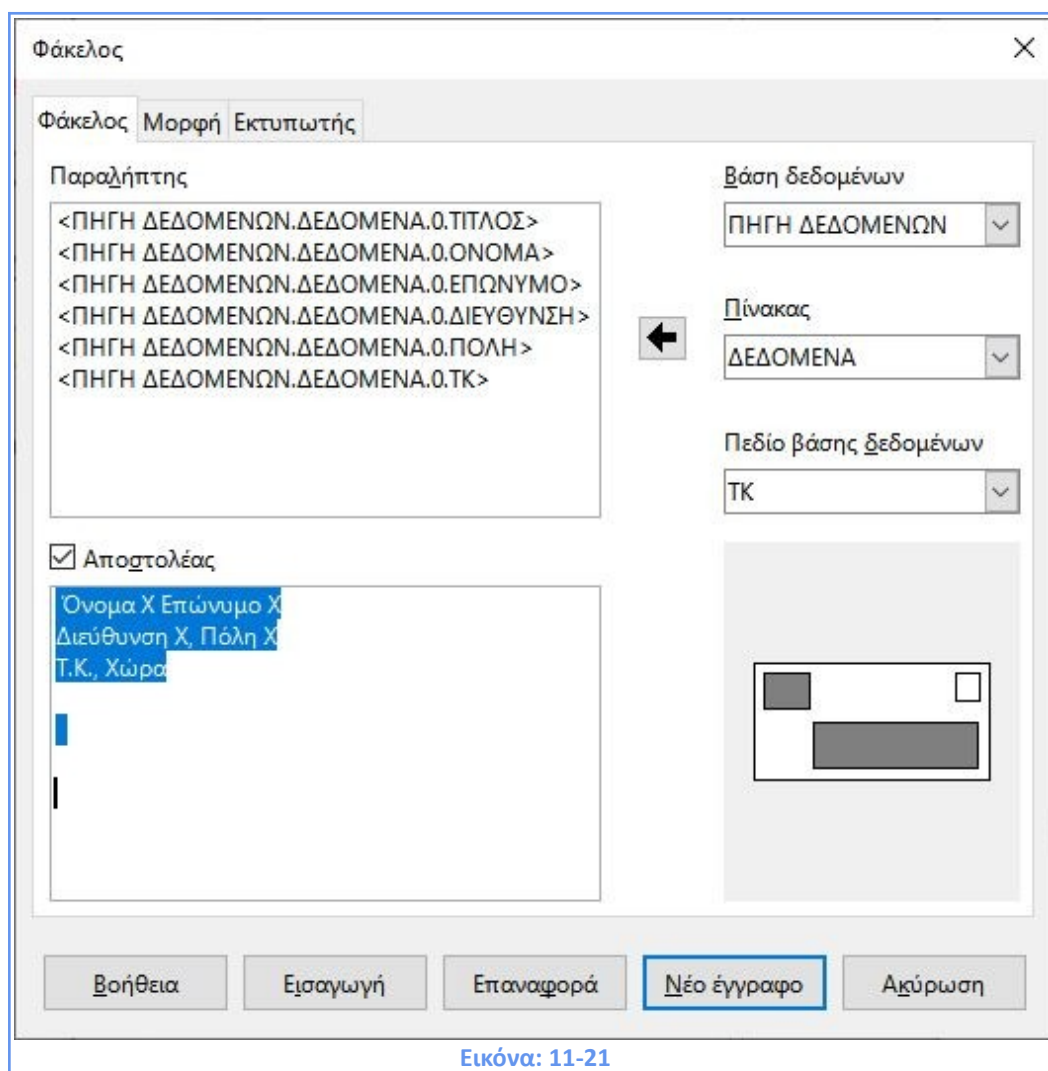 Φάκελος
Φάκελος Μορφή Εκτυπωτής
Παραλήπτης
<ΠΗΓΗ ΔΕΔΟΜΕΝΩΝ.ΔΕΔΟΜΕΝΑ.0.ΤΙΤΛΟΣ>
<ΠΗΓΗ ΔΕΔΟΜΕΝΩΝ.ΔΕΔΟΜΕΝΑ.0.ΟΝΟΜΑ>
<ΠΗΓΗ ΔΕΔΟΜΕΝΩΝ.ΔΕΔΟΜΕΝΑ.0.ΕΠΩΝΥΜΟ>
<ΠΗΓΗ ΔΕΔΟΜΕΝΩΝ.ΔΕΔΟΜΕΝΑ.0.ΔΙΕΥΘΥΝΣΗ>
<ΠΗΓΗ ΔΕΔΟΜΕΝΩΝ.ΔΕΔΟΜΕΝΑ.0.ΠΟΛΗ>
<ΠΗΓΗ ΔΕΔΟΜΕΝΩΝ.ΔΕΔΟΜΕΝΑ.0.ΤΚ>
Βάση δεδομένων
ΠΗΓΗ ΔΕΔΟΜΕΝΩΝ
Πίνακας
ΔΕΔΟΜΕΝΑ
Πεδίο βάσης δεδομένων
ΤΚ
Αποστολέας
Όνομα Χ Επώνυμο Χ
Διεύθυνση Χ, Πόλη Χ
Τ.Κ., Χώρα
Βοήθεια Εισαγωγή Επαναφορά Νέο έγγραφο Ακύρωση
Εικόνα: 11-21